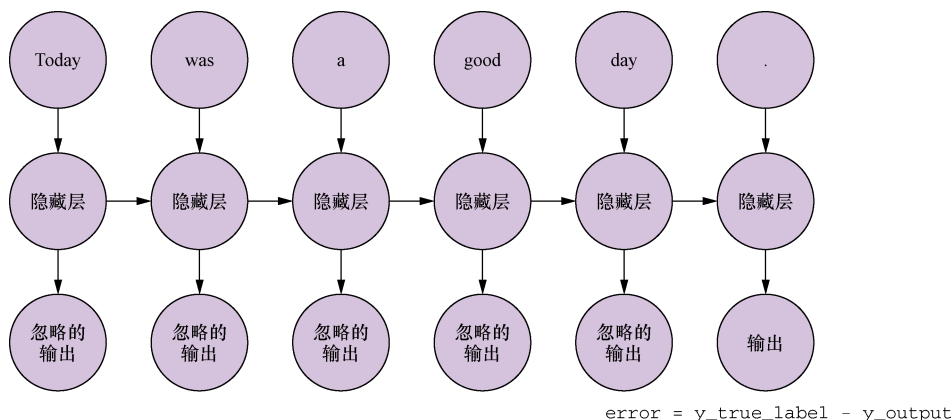 Today was a good day .
隐藏层 隐藏层 隐藏层 隐藏层 隐藏层 隐藏层
忽略的 忽略的 忽略的 忽略的 忽略的
输出 输出 输出 输出 输出 输出
error = y_true_label - y_output